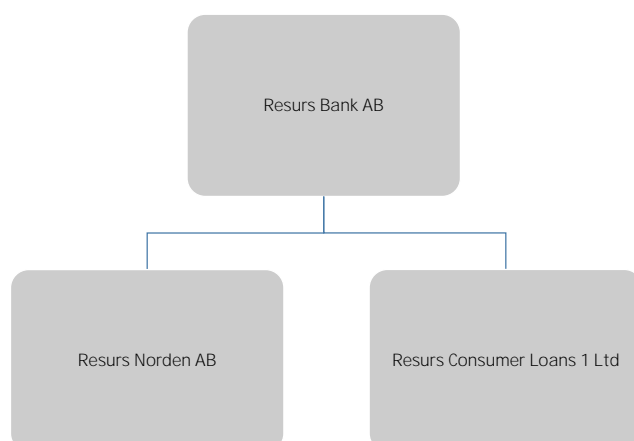 Resurs Bank AB
Resurs Norden AB
Resurs Consumer Loans 1 Ltd